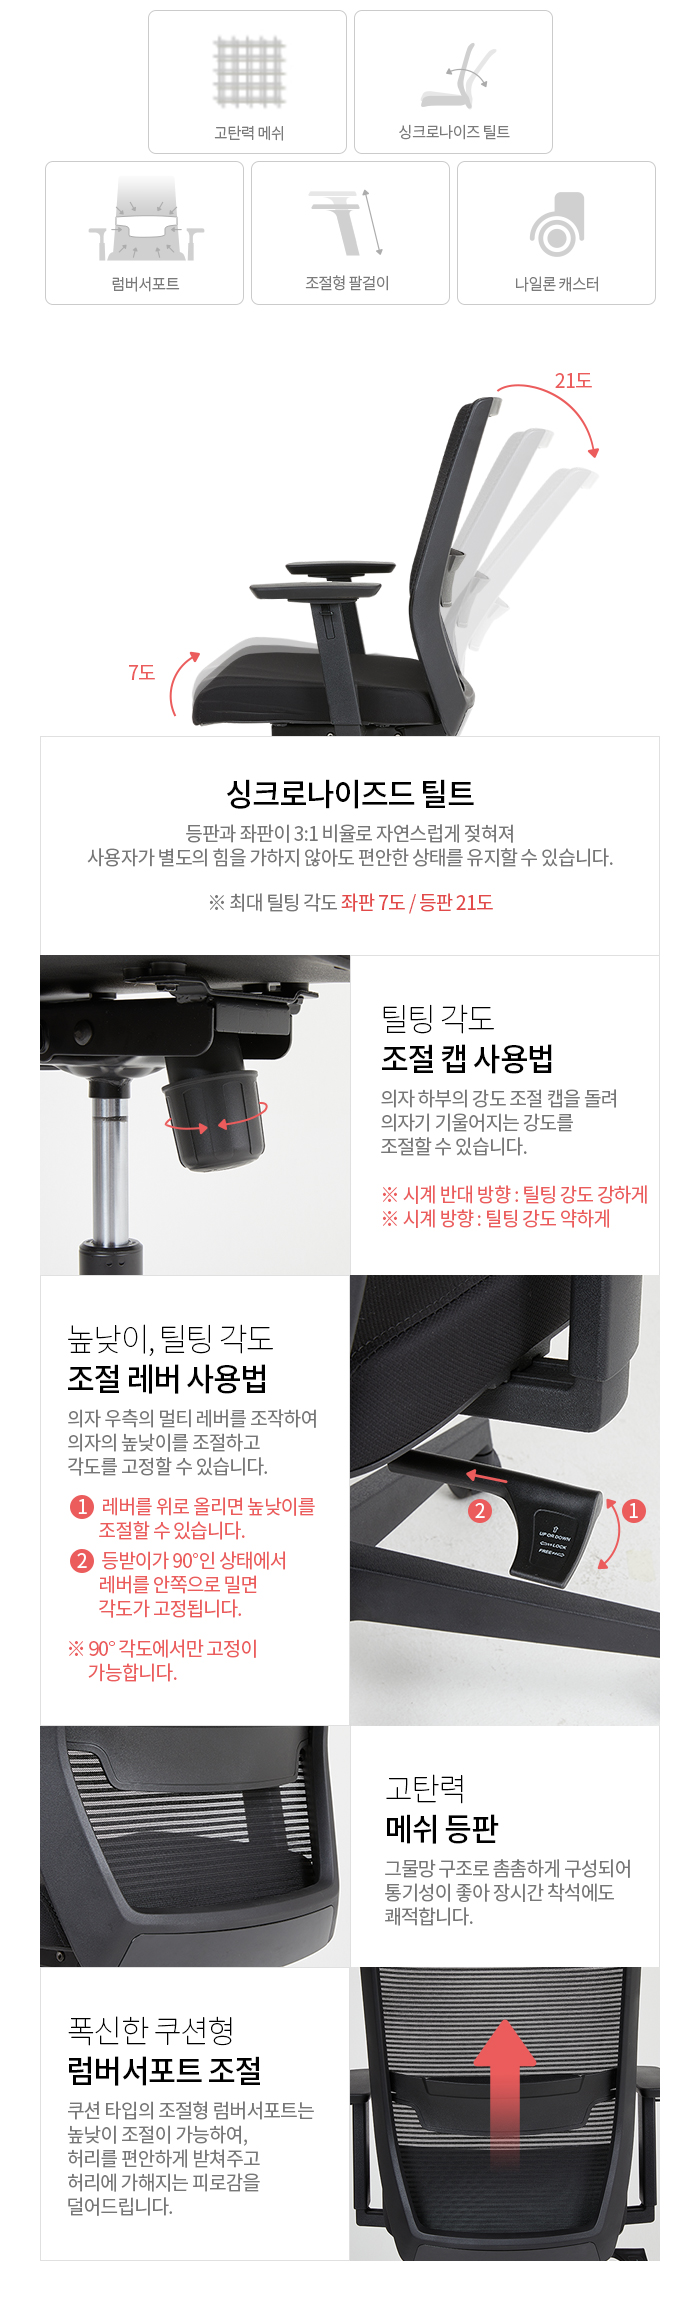 고탄력 메쉬
싱크로나이즈 틸트
럼버서포트
조절형 팔걸이
나일론 캐스터
21도
7도
싱크로나이즈드 틸트
등판과 좌판이 3:1 비율로 자연스럽게 젖혀져
사용자가 별도의 힘을 가하지 않아도 편안한 상태를 유지할 수 있습니다.
※ 최대 틸팅 각도 좌판 7도 / 등판 21도
틸팅 각도
조절 캡 사용법
의자 하부의 강도 조절 캡을 돌려
의자기 기울어지는 강도를
조절할 수 있습니다.
※ 시계 반대 방향 : 틸팅 강도 강하게
※ 시계 방향 : 틸팅 강도 약하게
높낮이, 틸팅 각도
조절 레버 사용법
의자 우측의 멀티 레버를 조작하여
의자의 높낮이를 조절하고
각도를 고정할 수 있습니다.
1 레버를 위로 올리면 높낮이를
조절할 수 있습니다.
2 등받이가 90°인 상태에서
레버를 안쪽으로 밀면
각도가 고정됩니다.
※ 90° 각도에서만 고정이
가능합니다.
2
1
UP OR DOWN
LOCK
FREE
고탄력
메쉬 등판
그물망 구조로 촘촘하게 구성되어
통기성이 좋아 장시간 착석에도
쾌적합니다.
폭신한 쿠션형
럼버서포트 조절
쿠션 타입의 조절형 럼버서포트는
높낮이 조절이 가능하여,
허리를 편안하게 받쳐주고
허리에 가해지는 피로감을
덜어드립니다.